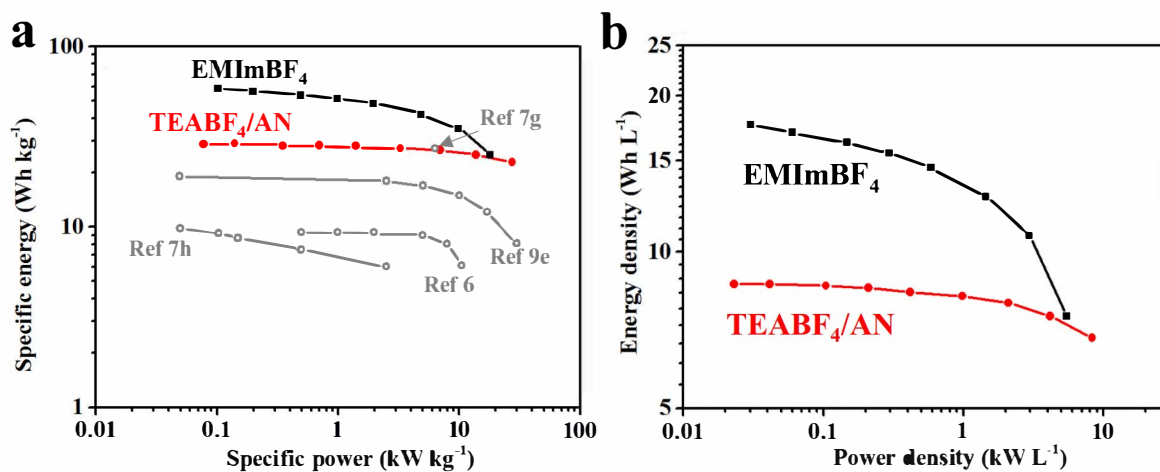 a
100
10
1
Specific energy (Wh kg⁻¹)
EMImBF₄
TEABF₄/AN
Ref 7g
Ref 7h
Ref 6
Ref 9e
0.01
0.1
1
10
100
Specific power (kW kg⁻¹)
b
25
20
15
10
5
Energy density (Wh L⁻¹)
EMImBF₄
TEABF₄/AN
0.01
0.1
1
10
Power density (kW L⁻¹)